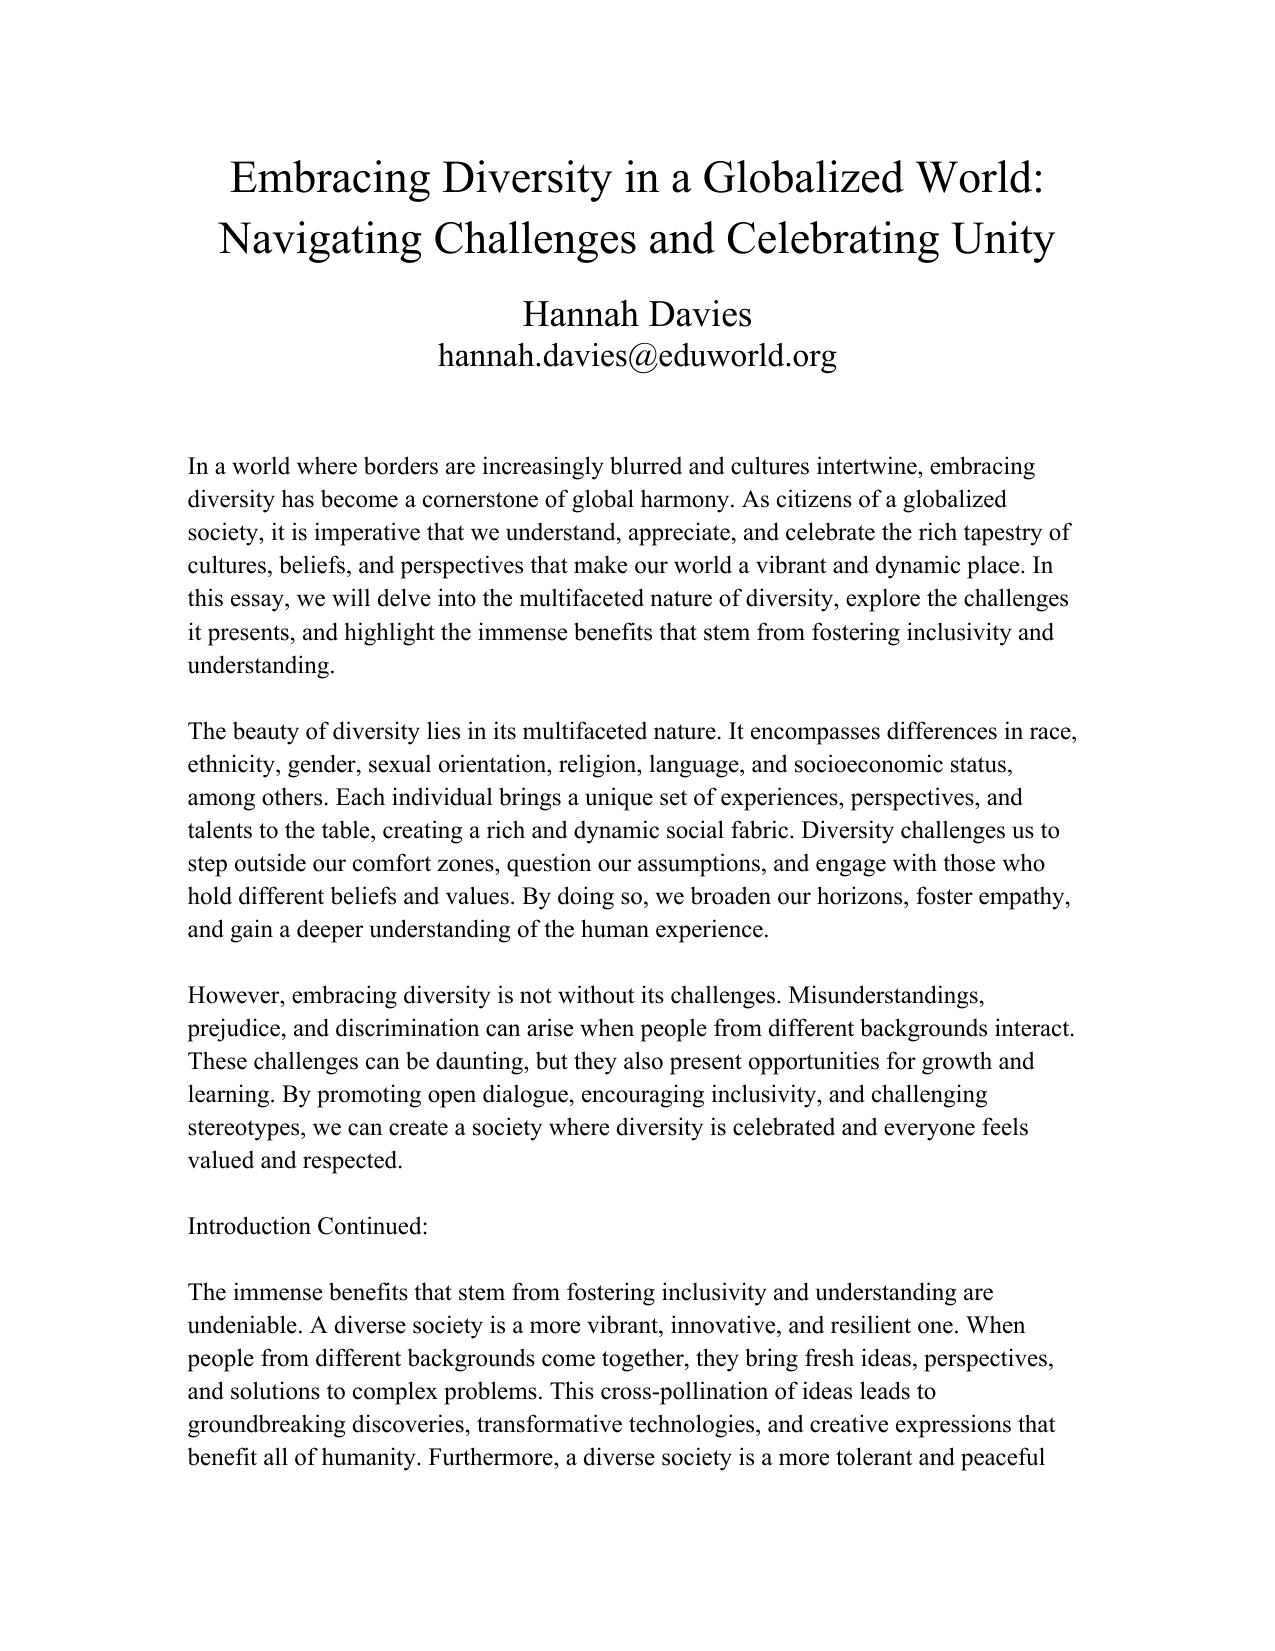 Embracing Diversity in a Globalized World:
Navigating Challenges and Celebrating Unity
Hannah Davies
hannah.davies@eduworld.org
In a world where borders are increasingly blurred and cultures intertwine, embracing
diversity has become a cornerstone of global harmony. As citizens of a globalized
society, it is imperative that we understand, appreciate, and celebrate the rich tapestry of
cultures, beliefs, and perspectives that make our world a vibrant and dynamic place. In
this essay, we will delve into the multifaceted nature of diversity, explore the challenges
it presents, and highlight the immense benefits that stem from fostering inclusivity and
understanding.
The beauty of diversity lies in its multifaceted nature. It encompasses differences in race,
ethnicity, gender, sexual orientation, religion, language, and socioeconomic status,
among others. Each individual brings a unique set of experiences, perspectives, and
talents to the table, creating a rich and dynamic social fabric. Diversity challenges us to
step outside our comfort zones, question our assumptions, and engage with those who
hold different beliefs and values. By doing so, we broaden our horizons, foster empathy,
and gain a deeper understanding of the human experience.
However, embracing diversity is not without its challenges. Misunderstandings,
prejudice, and discrimination can arise when people from different backgrounds interact.
These challenges can be daunting, but they also present opportunities for growth and
learning. By promoting open dialogue, encouraging inclusivity, and challenging
stereotypes, we can create a society where diversity is celebrated and everyone feels
valued and respected.
Introduction Continued:
The immense benefits that stem from fostering inclusivity and understanding are
undeniable. A diverse society is a more vibrant, innovative, and resilient one. When
people from different backgrounds come together, they bring fresh ideas, perspectives,
and solutions to complex problems. This cross-pollination of ideas leads to
groundbreaking discoveries, transformative technologies, and creative expressions that
benefit all of humanity. Furthermore, a diverse society is a more tolerant and peaceful